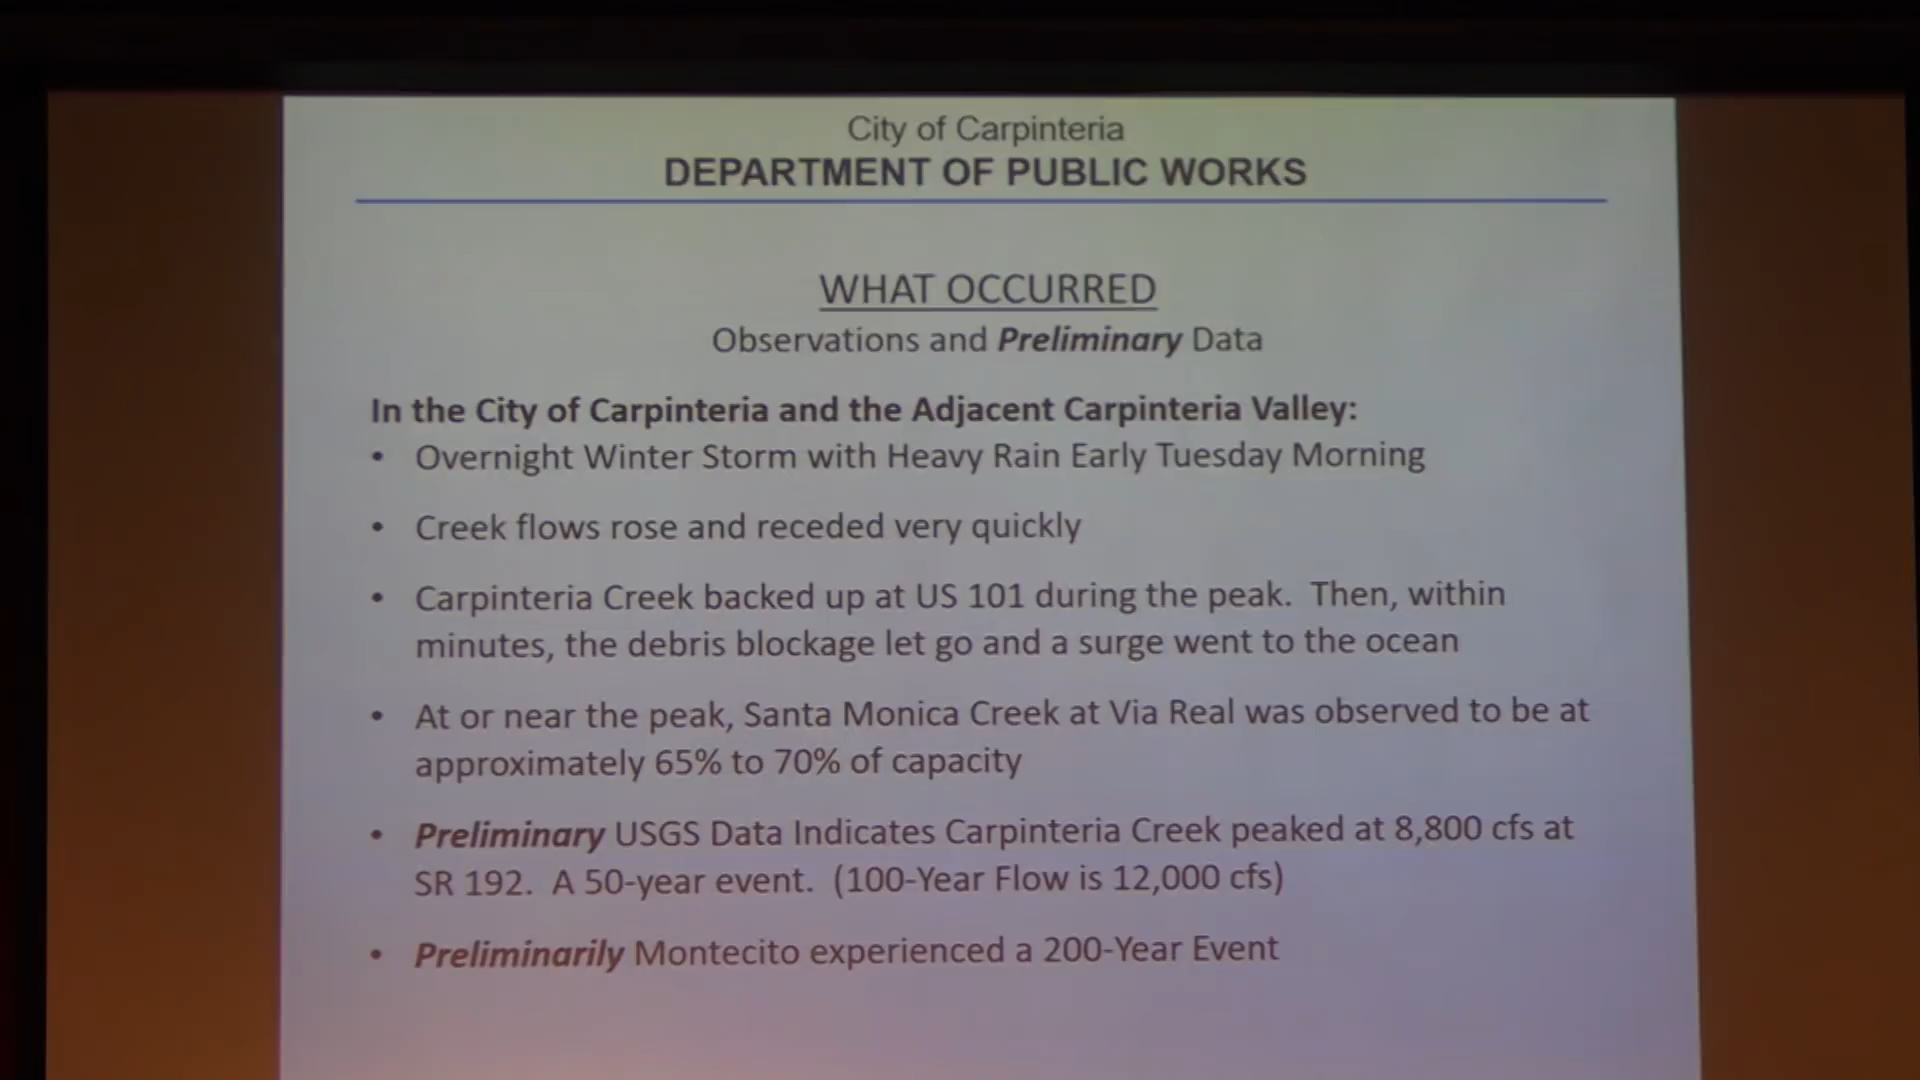 City of Carpinteria
DEPARTMENT OF PUBLIC WORKS
WHAT OCCURRED
Observations and Preliminary Data
In the City of Carpinteria and the Adjacent Carpinteria Valley:
• Overnight Winter Storm with Heavy Rain Early Tuesday Morning
• Creek flows rose and receded very quickly
• Carpinteria Creek backed up at US 101 during the peak. Then, within
minutes, the debris blockage let go and a surge went to the ocean
• At or near the peak, Santa Monica Creek at Via Real was observed to be at
approximately 65% to 70% of capacity
• Preliminary USGS Data Indicates Carpinteria Creek peaked at 8,800 cfs at
SR 192. A 50-year event. (100-Year Flow is 12,000 cfs)
• Preliminarily Montecito experienced a 200-Year Event